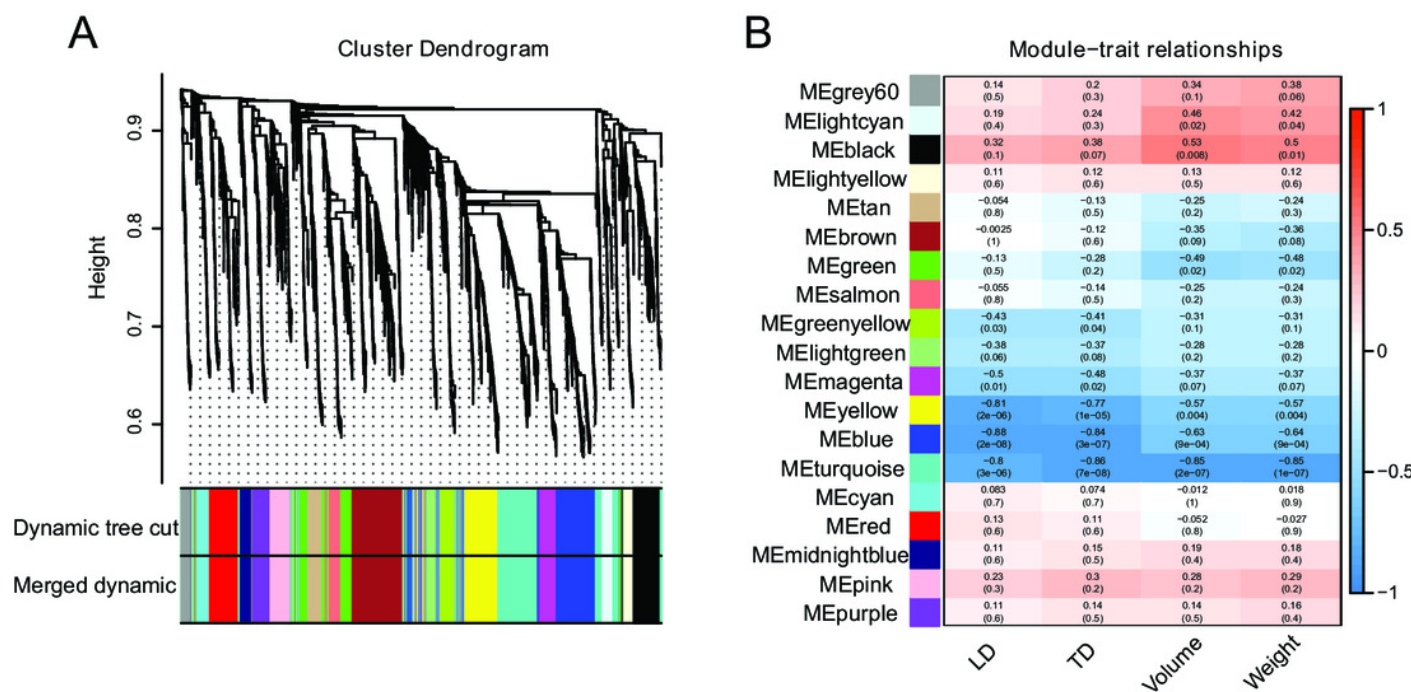 A
Cluster Dendrogram
Height
0.9
0.8
0.7
0.6
Dynamic tree cut
Merged dynamic
B
Module−trait relationships
MEgrey60 0.14 0.2 0.34 0.38
(0.5) (0.3) (0.1) (0.06)
MElightcyan 0.19 0.24 0.46 0.42
(0.4) (0.3) (0.02) (0.04)
MEblack 0.32 0.38 0.53 0.5
(0.1) (0.07) (0.008) (0.01)
MElightyellow 0.11 0.12 0.13 0.12
(0.6) (0.6) (0.5) (0.6)
MEtan −0.054 −0.13 −0.25 −0.24
(0.8) (0.5) (0.2) (0.3)
MEbrown −0.0025 −0.12 −0.35 −0.36
(1) (0.6) (0.09) (0.08)
MEgreen −0.13 −0.28 −0.49 −0.48
(0.5) (0.2) (0.02) (0.02)
MEsalmon −0.055 −0.14 −0.25 −0.24
(0.8) (0.5) (0.2) (0.3)
MEgreenyellow −0.43 −0.41 −0.31 −0.31
(0.03) (0.04) (0.1) (0.1)
MElightgreen −0.38 −0.37 −0.28 −0.28
(0.06) (0.08) (0.2) (0.2)
MEmagenta −0.5 −0.48 −0.37 −0.37
(0.01) (0.02) (0.07) (0.07)
MEyellow −0.81 −0.77 −0.57 −0.57
(2e−06) (1e−05) (0.004) (0.004)
MEblue −0.88 −0.84 −0.63 −0.64
(2e−08) (3e−07) (9e−04) (9e−04)
MEturquoise −0.8 −0.86 −0.85 −0.85
(3e−06) (7e−08) (2e−07) (1e−07)
MEcyan 0.083 0.074 −0.012 0.018
(0.7) (0.7) (1) (0.9)
MEred 0.13 0.11 −0.052 −0.027
(0.6) (0.6) (0.8) (0.9)
MEmidnightblue 0.11 0.15 0.19 0.18
(0.6) (0.5) (0.4) (0.4)
MEpink 0.23 0.3 0.28 0.29
(0.3) (0.2) (0.2) (0.2)
MEpurple 0.11 0.14 0.14 0.16
(0.6) (0.5) (0.5) (0.4)
LD TD Volume Weight
1
0.5
0
−0.5
−1